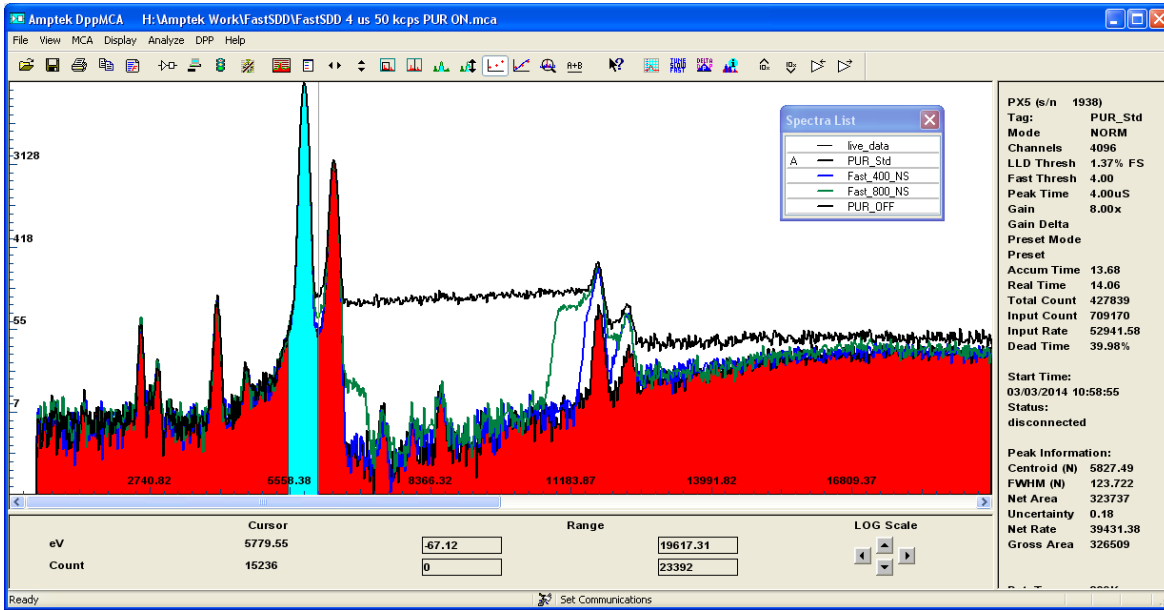 Amptek DppMCA H:\Amptek Work\FastSDD\FastSDD 4 us 50 kcps PUR ON.mca
File View MCA Display Analyze DPP Help
A+B
Spectra List
live_data
A PUR_Std
Fast_400_NS
Fast_800_NS
PUR_OFF
3128
418
55
7
2740.82 5558.38 8366.32 11183.87 13991.82 16809.37
PX5 (s/n 1938)
Tag: PUR_Std
Mode NORM
Channels 4096
LLD Thresh 1.37% FS
Fast Thresh 4.00
Peak Time 4.00uS
Gain 8.00x
Gain Delta
Preset Mode
Preset
Accum Time 13.68
Real Time 14.06
Total Count 427839
Input Count 709170
Input Rate 52941.58
Dead Time 39.98%
Start Time:
03/03/2014 10:58:55
Status:
disconnected
Peak Information:
Centroid (N) 5827.49
FWHM (N) 123.722
Net Area 323737
Uncertainty 0.18
Net Rate 39431.38
Gross Area 326509
Cursor Range LOG Scale
eV 5779.55 -67.12 19617.31
Count 15236 0 23392
Ready Set Communications